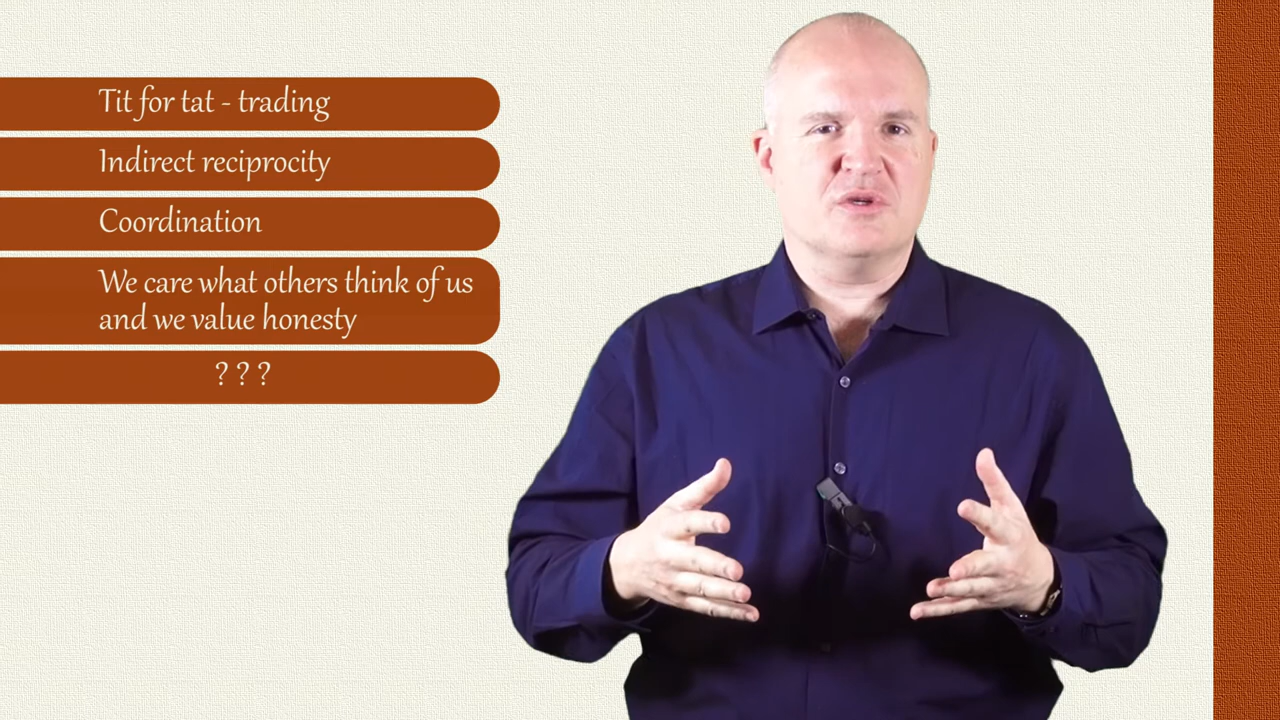 Tit for tat - trading
Indirect reciprocity
Coordination
We care what others think of us
and we value honesty
? ? ?